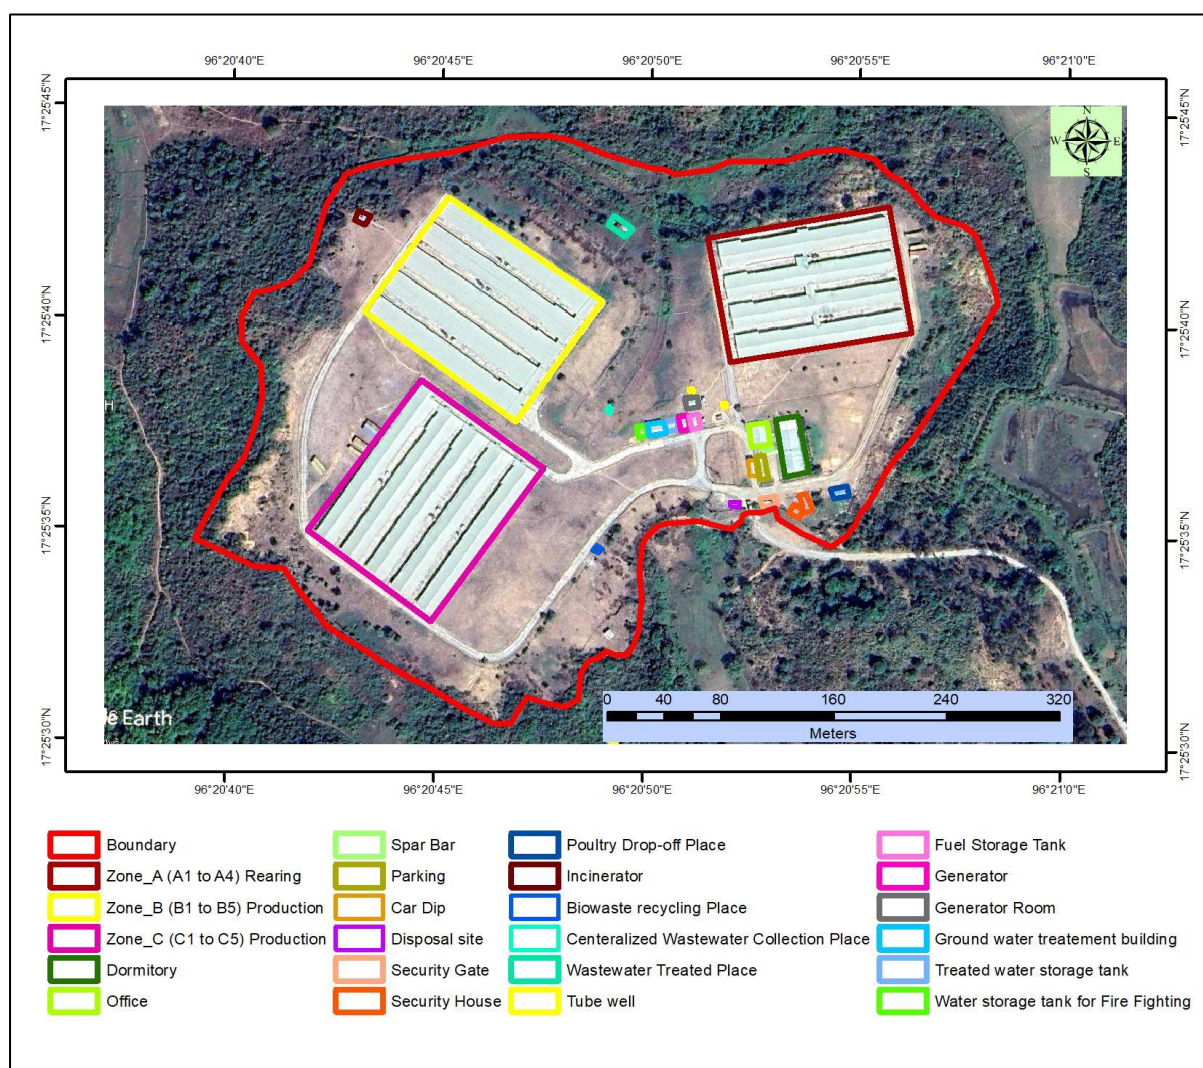 96°20'40"E 96°20'45"E 96°20'50"E 96°20'55"E 96°21'0"E
17°25'45"N 17°25'45"N
N
W E
S
17°25'40"N 17°25'40"N
17°25'35"N 17°25'35"N
H
0 40 80 160 240 320
Meters
e Earth
17°25'30"N 17°25'30"N
96°20'40"E 96°20'45"E 96°20'50"E 96°20'55"E 96°21'0"E
Boundary
Zone_A (A1 to A4) Rearing
Zone_B (B1 to B5) Production
Zone_C (C1 to C5) Production
Dormitory
Office
Spar Bar
Parking
Car Dip
Disposal site
Security Gate
Security House
Poultry Drop-off Place
Incinerator
Biowaste recycling Place
Centeralized Wastewater Collection Place
Wastewater Treated Place
Tube well
Fuel Storage Tank
Generator
Generator Room
Ground water treatement building
Treated water storage tank
Water storage tank for Fire Fighting